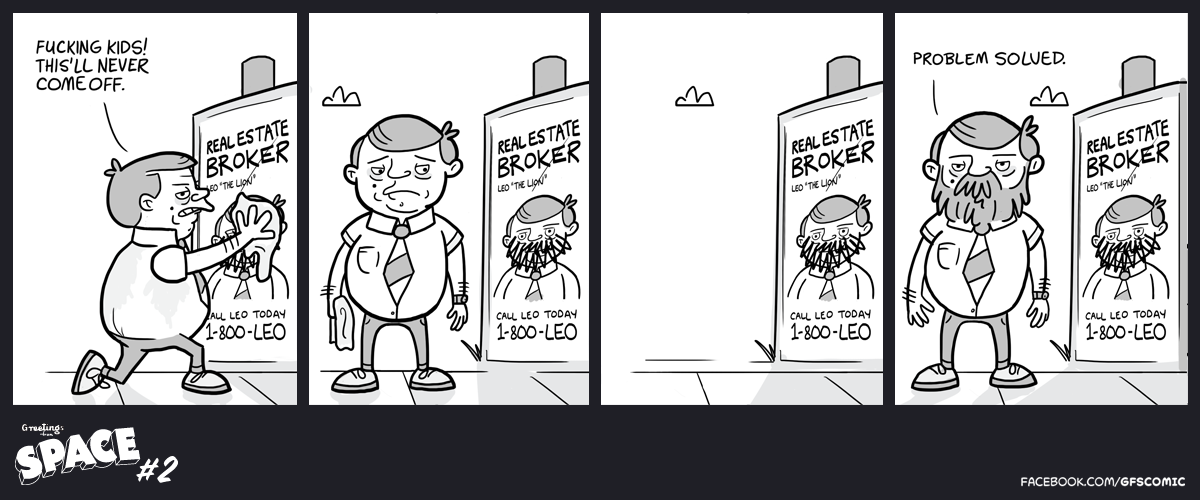 FUCKING KIDS!
THIS'LL NEVER
COME OFF.
REAL ESTATE
BROKER
LEO "THE LION"
CALL LEO TODAY
1-800-LEO
REAL ESTATE
BROKER
LEO "THE LION"
CALL LEO TODAY
1-800-LEO
REAL ESTATE
BROKER
LEO "THE LION"
CALL LEO TODAY
1-800-LEO
PROBLEM SOLVED.
REAL ESTATE
BROKER
LEO "THE LION"
CALL LEO TODAY
1-800-LEO
Greetings
from
SPACE #2
FACEBOOK.COM/GFSCOMIC